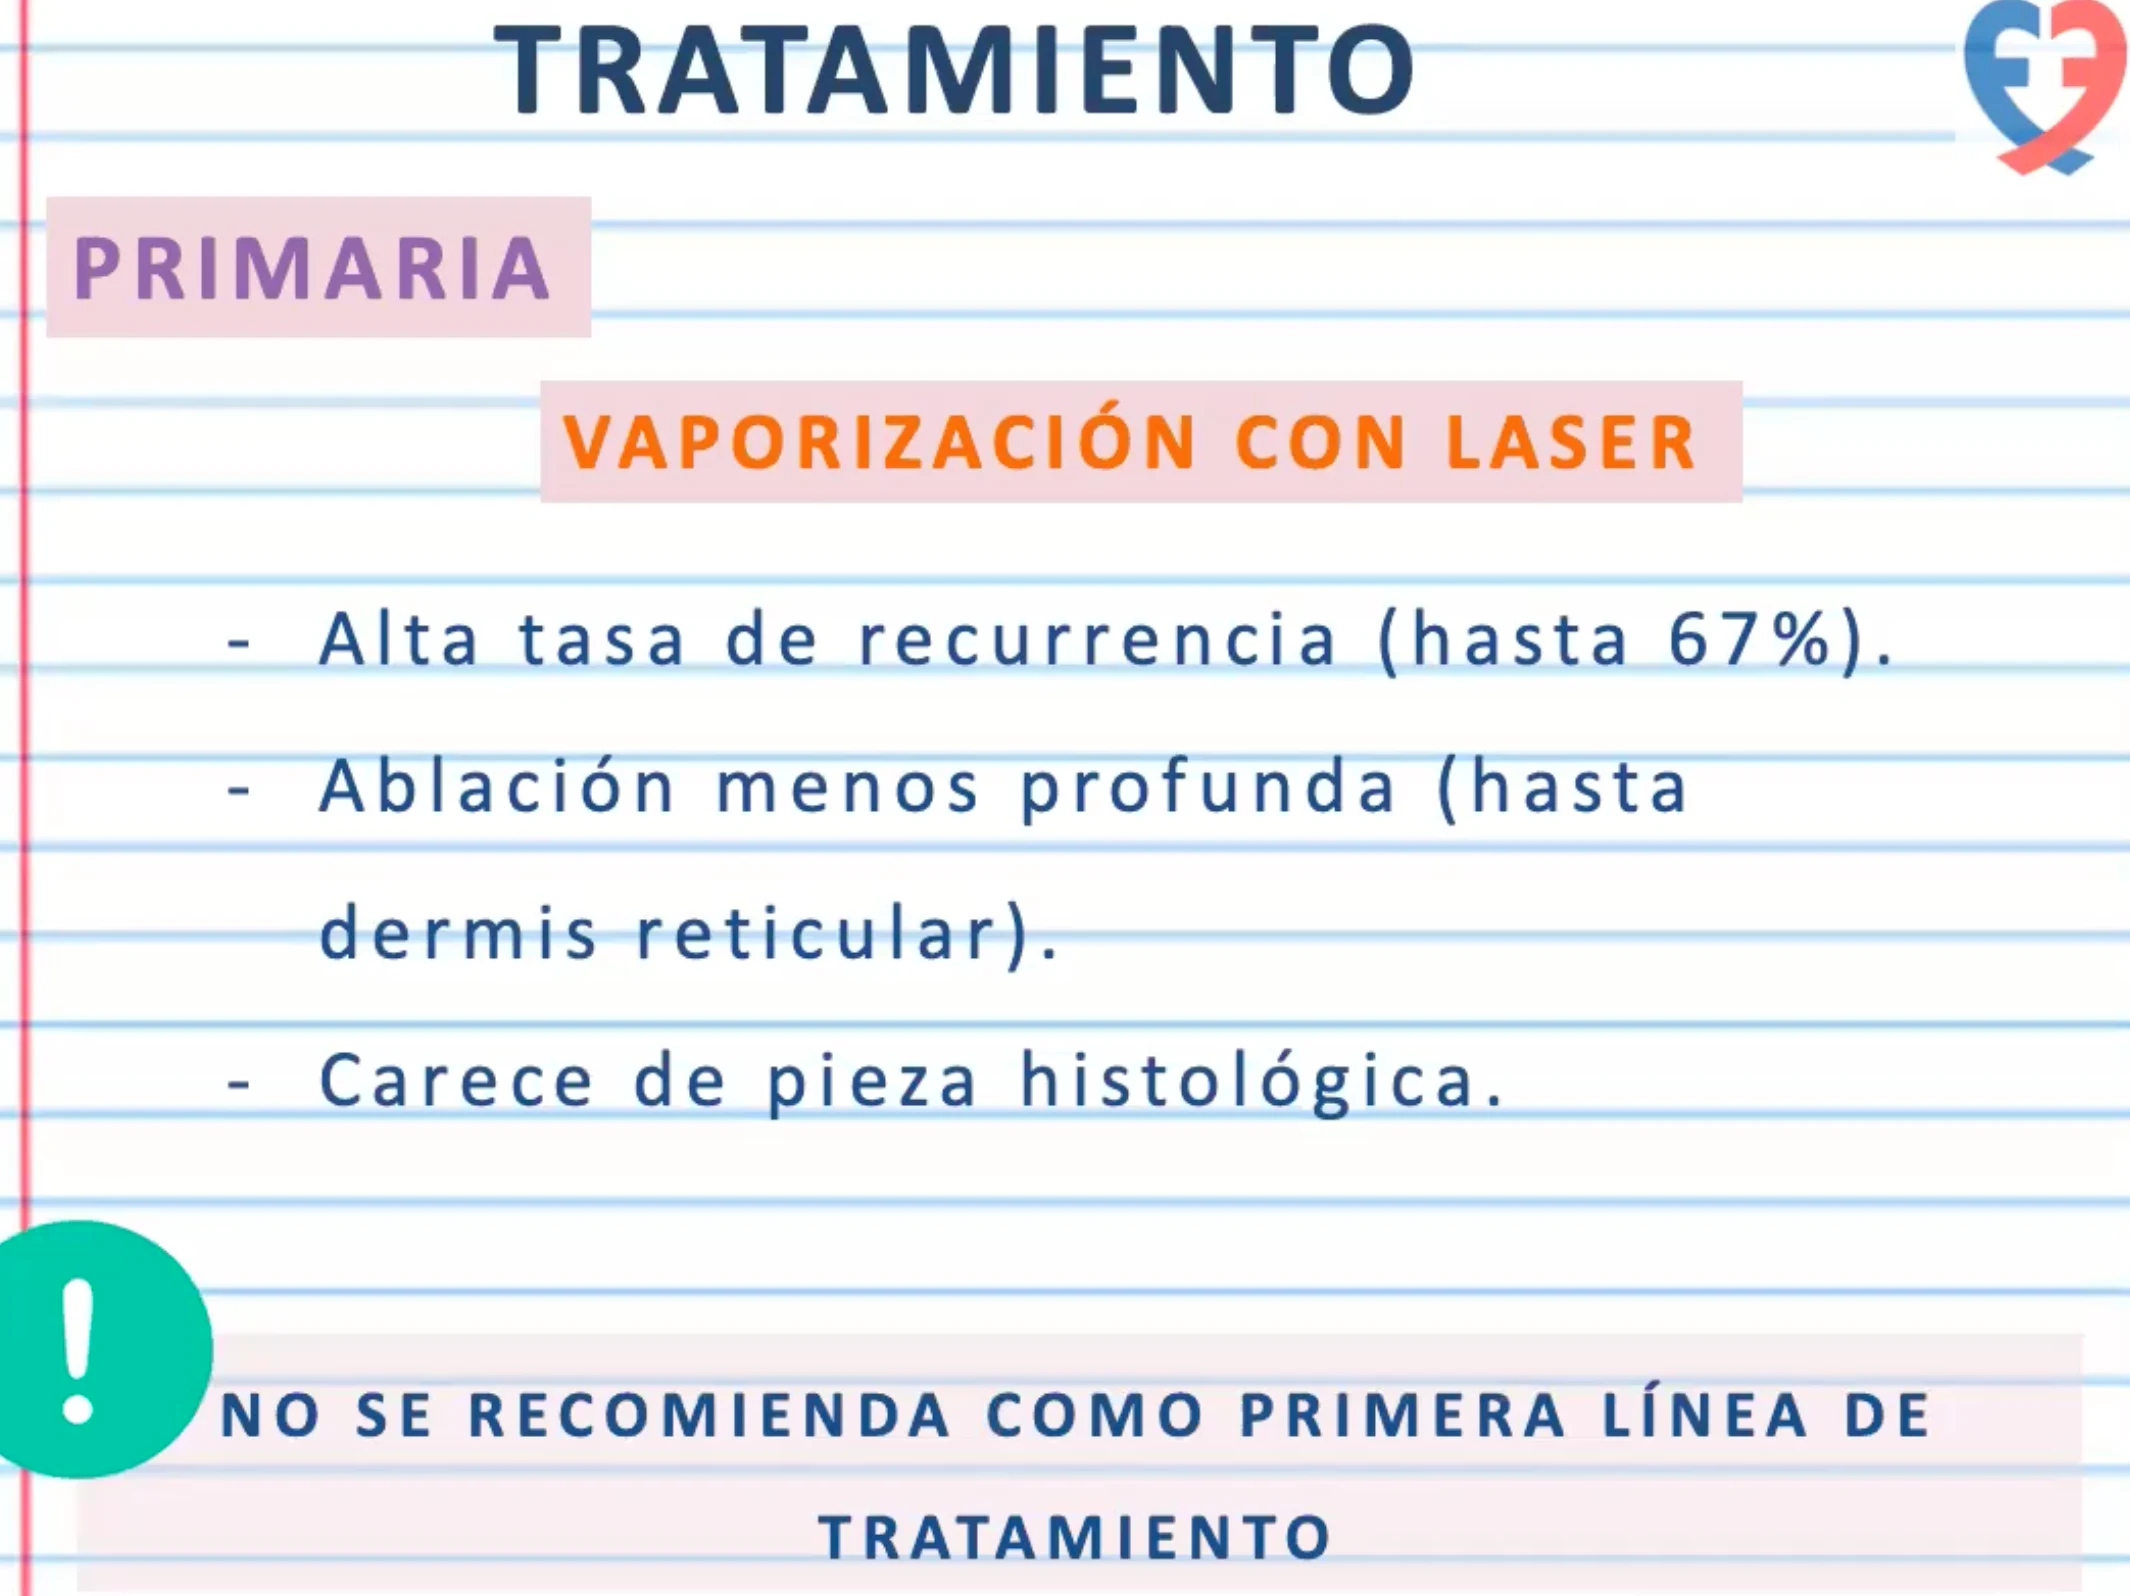 TRATAMIENTO
PRIMARIA
VAPORIZACIÓN CON LASER
- Alta tasa de recurrencia (hasta 67%).
- Ablación menos profunda (hasta
dermis reticular).
- Carece de pieza histológica.
!
NO SE RECOMIENDA COMO PRIMERA LÍNEA DE
TRATAMIENTO